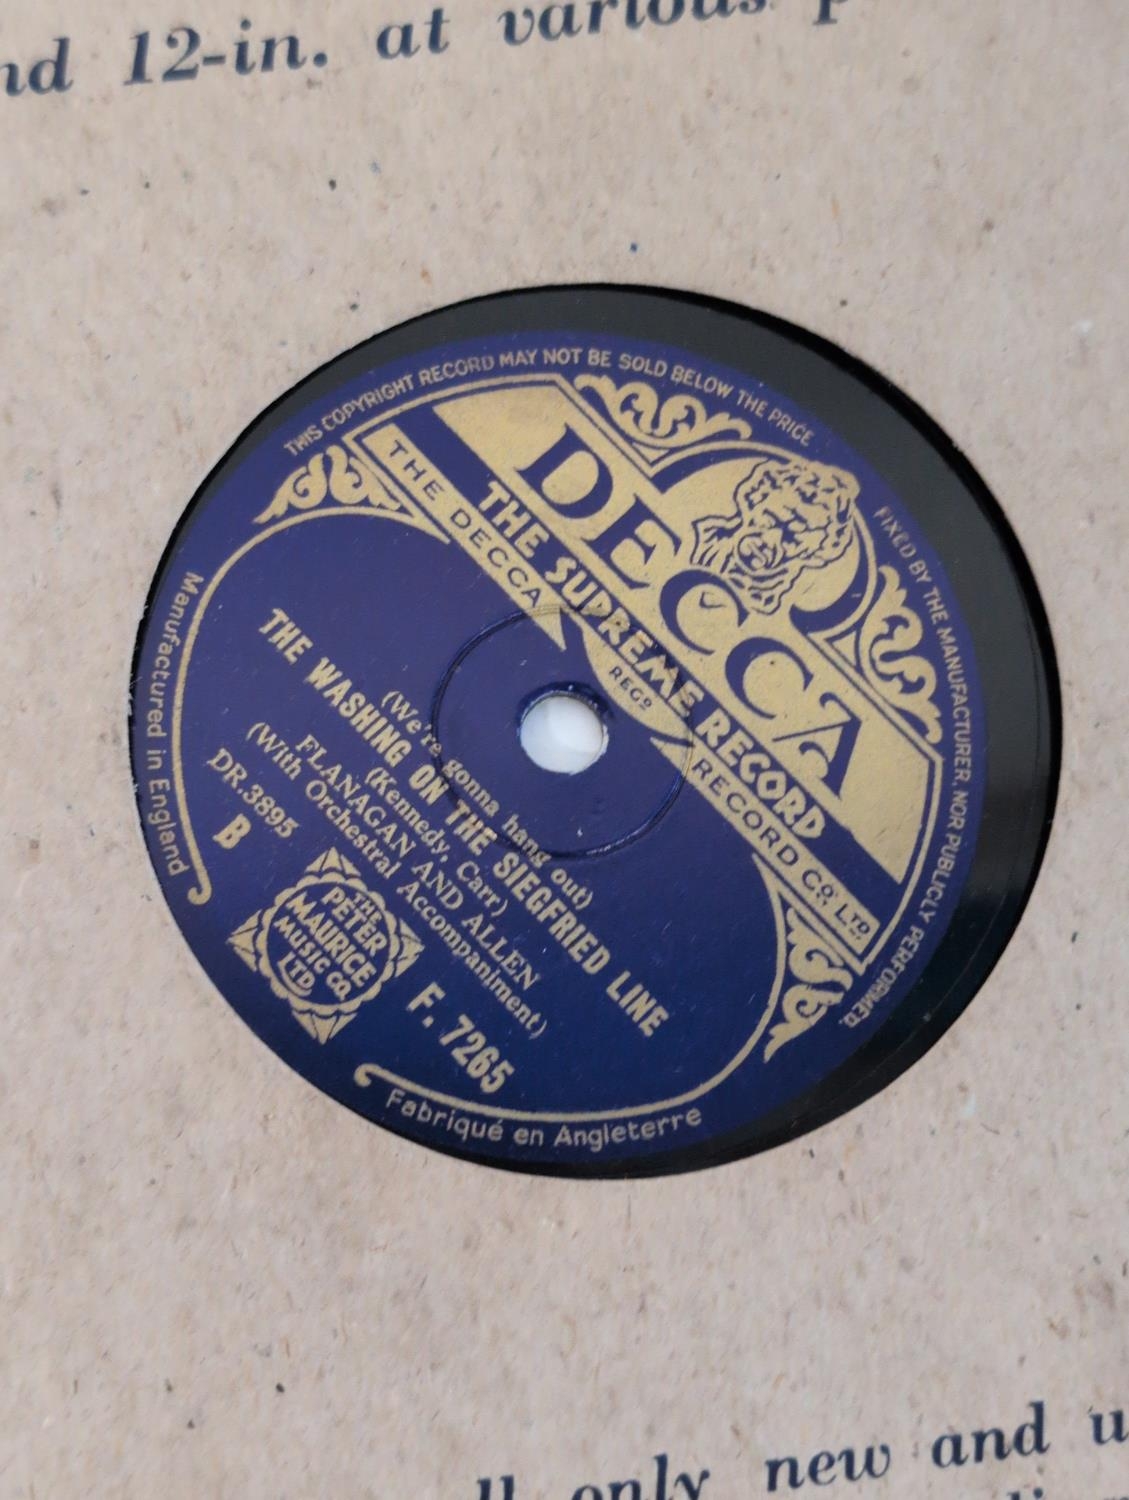 nd 12-in. at various
THIS COPYRIGHT RECORD MAY NOT BE SOLD BELOW THE PRICE
FIXED BY THE MANUFACTURER, NOR PUBLICLY PERFORMED.
DECCA
THE SUPREME RECORD
THE DECCA RECORD CO. LTD
REGD
(We're gonna hang out)
THE WASHING ON THE SIEGFRIED LINE
(Kennedy, Carr)
FLANAGAN AND ALLEN
(With Orchestral Accompaniment)
DR.3895
B
F. 7265
THE
PETER
MAURICE
MUSIC CO.
LTD
Manufactured in England
Fabriqué en Angleterre
only new and u